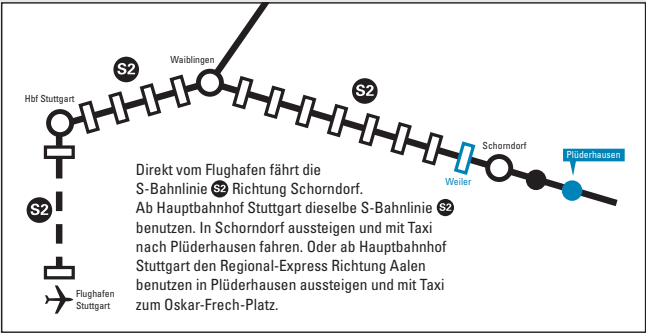 S2
Waiblingen
S2
Hbf Stuttgart
Schorndorf
Plüderhausen
Weiler
Direkt vom Flughafen fährt die
S-Bahnlinie S2 Richtung Schorndorf.
Ab Hauptbahnhof Stuttgart dieselbe S-Bahnlinie S2
benutzen. In Schorndorf aussteigen und mit Taxi
nach Plüderhausen fahren. Oder ab Hauptbahnhof
Stuttgart den Regional-Express Richtung Aalen
benutzen in Plüderhausen aussteigen und mit Taxi
zum Oskar-Frech-Platz.
S2
Flughafen
Stuttgart